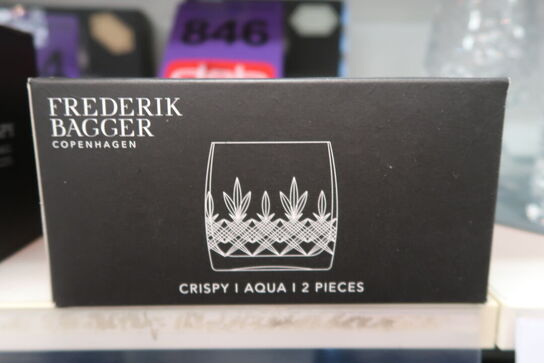 846
FREDERIK
BAGGER
COPENHAGEN
CRISPY | AQUA | 2 PIECES